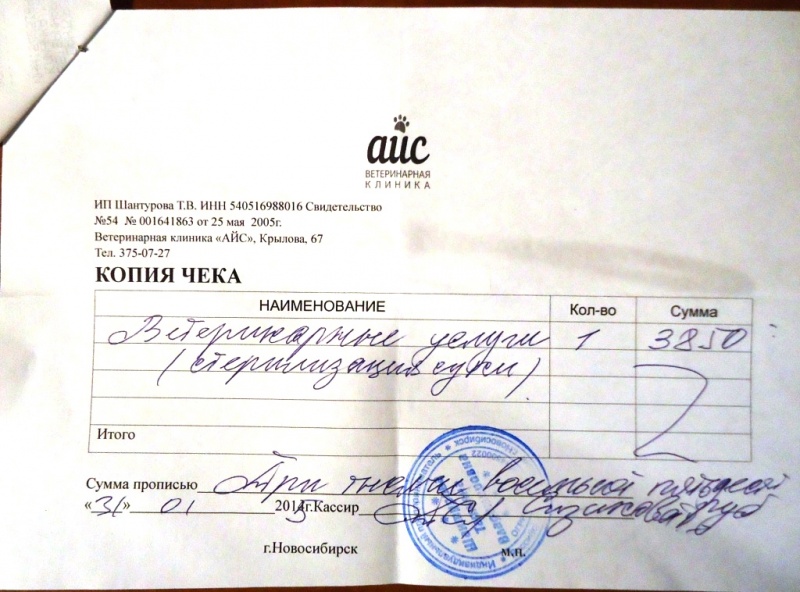 айс
ВЕТЕРИНАРНАЯ
КЛИНИКА
ИП Шантурова Т.В. ИНН 540516988016 Свидетельство
№54 № 001641863 от 25 мая 2005г.
Ветеринарная клиника «АЙС», Крылова, 67
Тел. 375-07-27
КОПИЯ ЧЕКА
НАИМЕНОВАНИЕ Кол-во Сумма
Ветеринарные услуги 1 3850
(стерилизация суки)
Итого
Сумма прописью Три тысячи восемьсот пятьдесят
руб
«31» 01 2015г. Кассир
г.Новосибирск м.п.